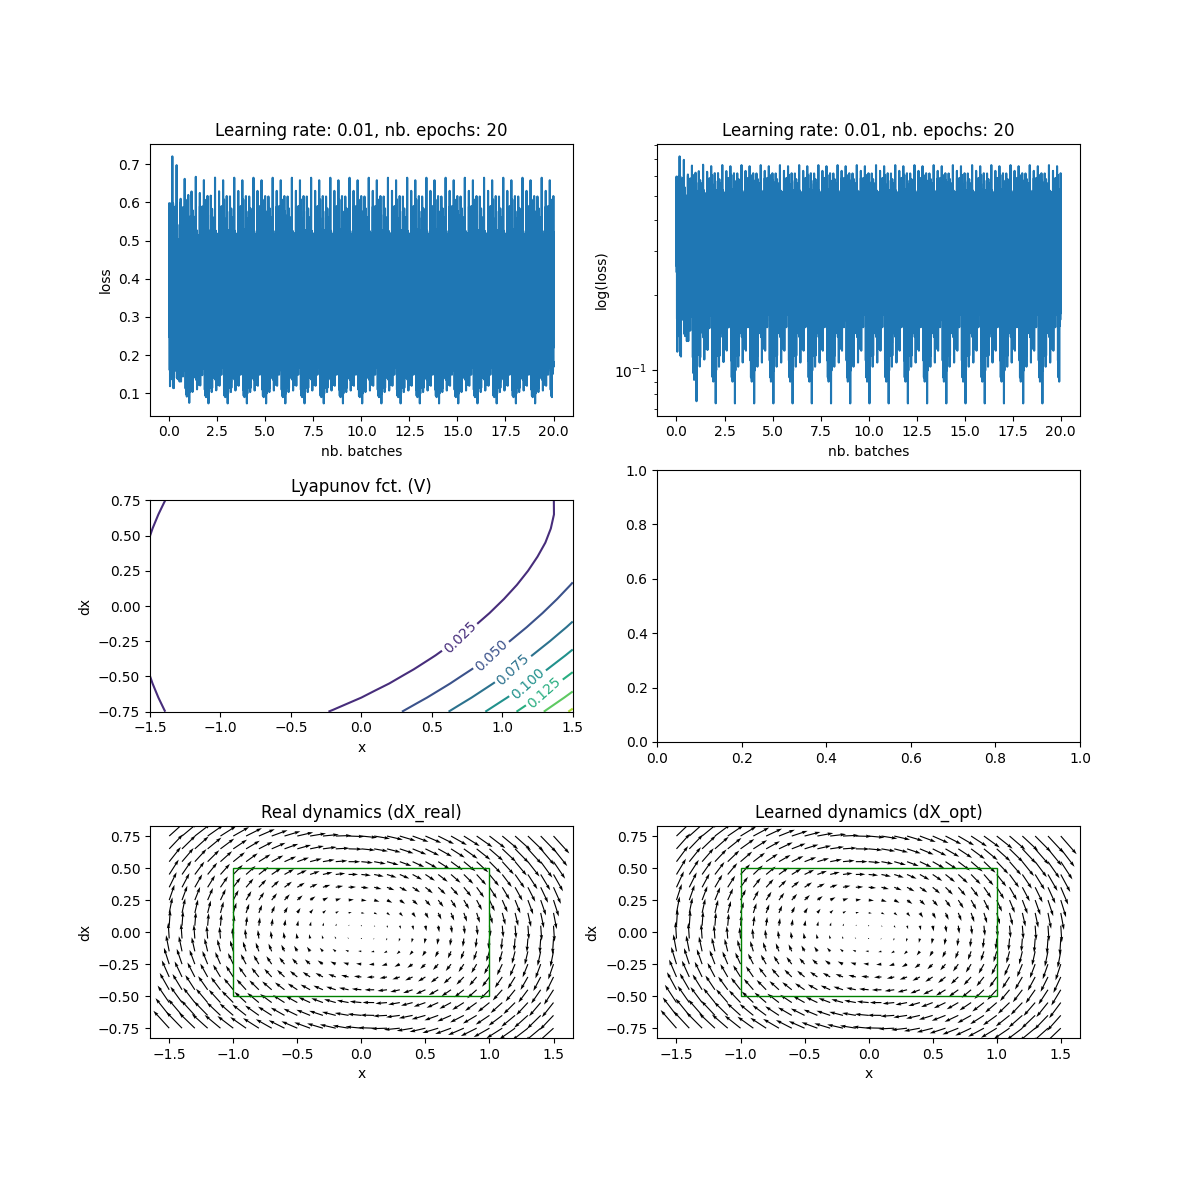 Learning rate: 0.01, nb. epochs: 20
0.7
0.6
0.5
0.4
0.3
0.2
0.1
loss
0.0 2.5 5.0 7.5 10.0 12.5 15.0 17.5 20.0
nb. batches
Learning rate: 0.01, nb. epochs: 20
10⁻¹
log(loss)
0.0 2.5 5.0 7.5 10.0 12.5 15.0 17.5 20.0
nb. batches
Lyapunov fct. (V)
0.75
0.50
0.25
0.00
−0.25
−0.50
−0.75
dx
0.025
0.050
0.075
0.100
0.125
−1.5 −1.0 −0.5 0.0 0.5 1.0 1.5
x
1.0
0.8
0.6
0.4
0.2
0.0
0.0 0.2 0.4 0.6 0.8 1.0
Real dynamics (dX_real)
0.75
0.50
0.25
0.00
−0.25
−0.50
−0.75
dx
−1.5 −1.0 −0.5 0.0 0.5 1.0 1.5
x
Learned dynamics (dX_opt)
0.75
0.50
0.25
0.00
−0.25
−0.50
−0.75
dx
−1.5 −1.0 −0.5 0.0 0.5 1.0 1.5
x